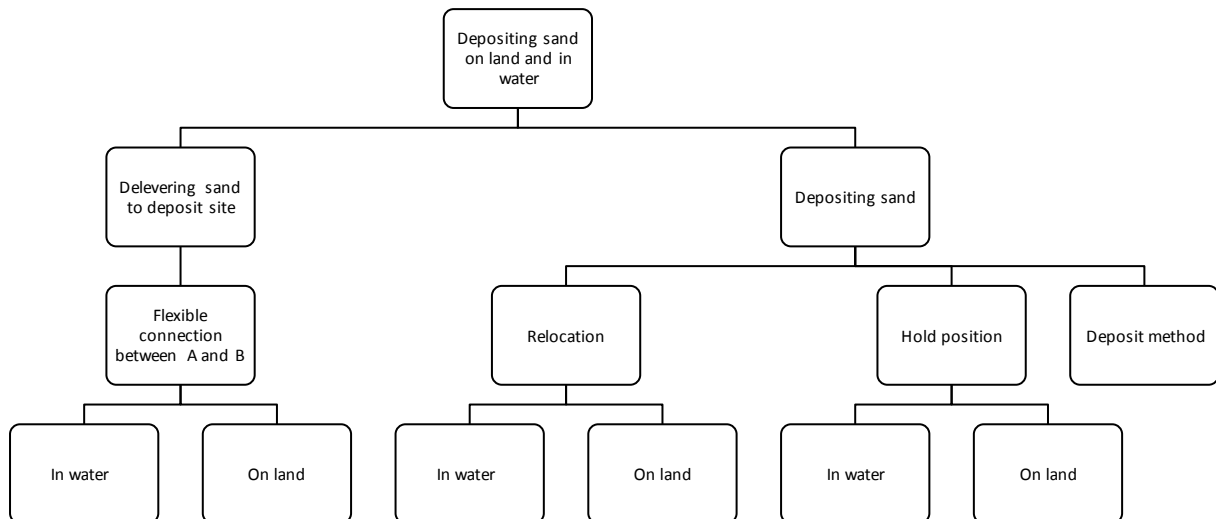 Depositing sand
on land and in
water
Delevering sand
to deposit site
Depositing sand
Flexible
connection
between A and B
Relocation
Hold position
Deposit method
In water
On land
In water
On land
In water
On land